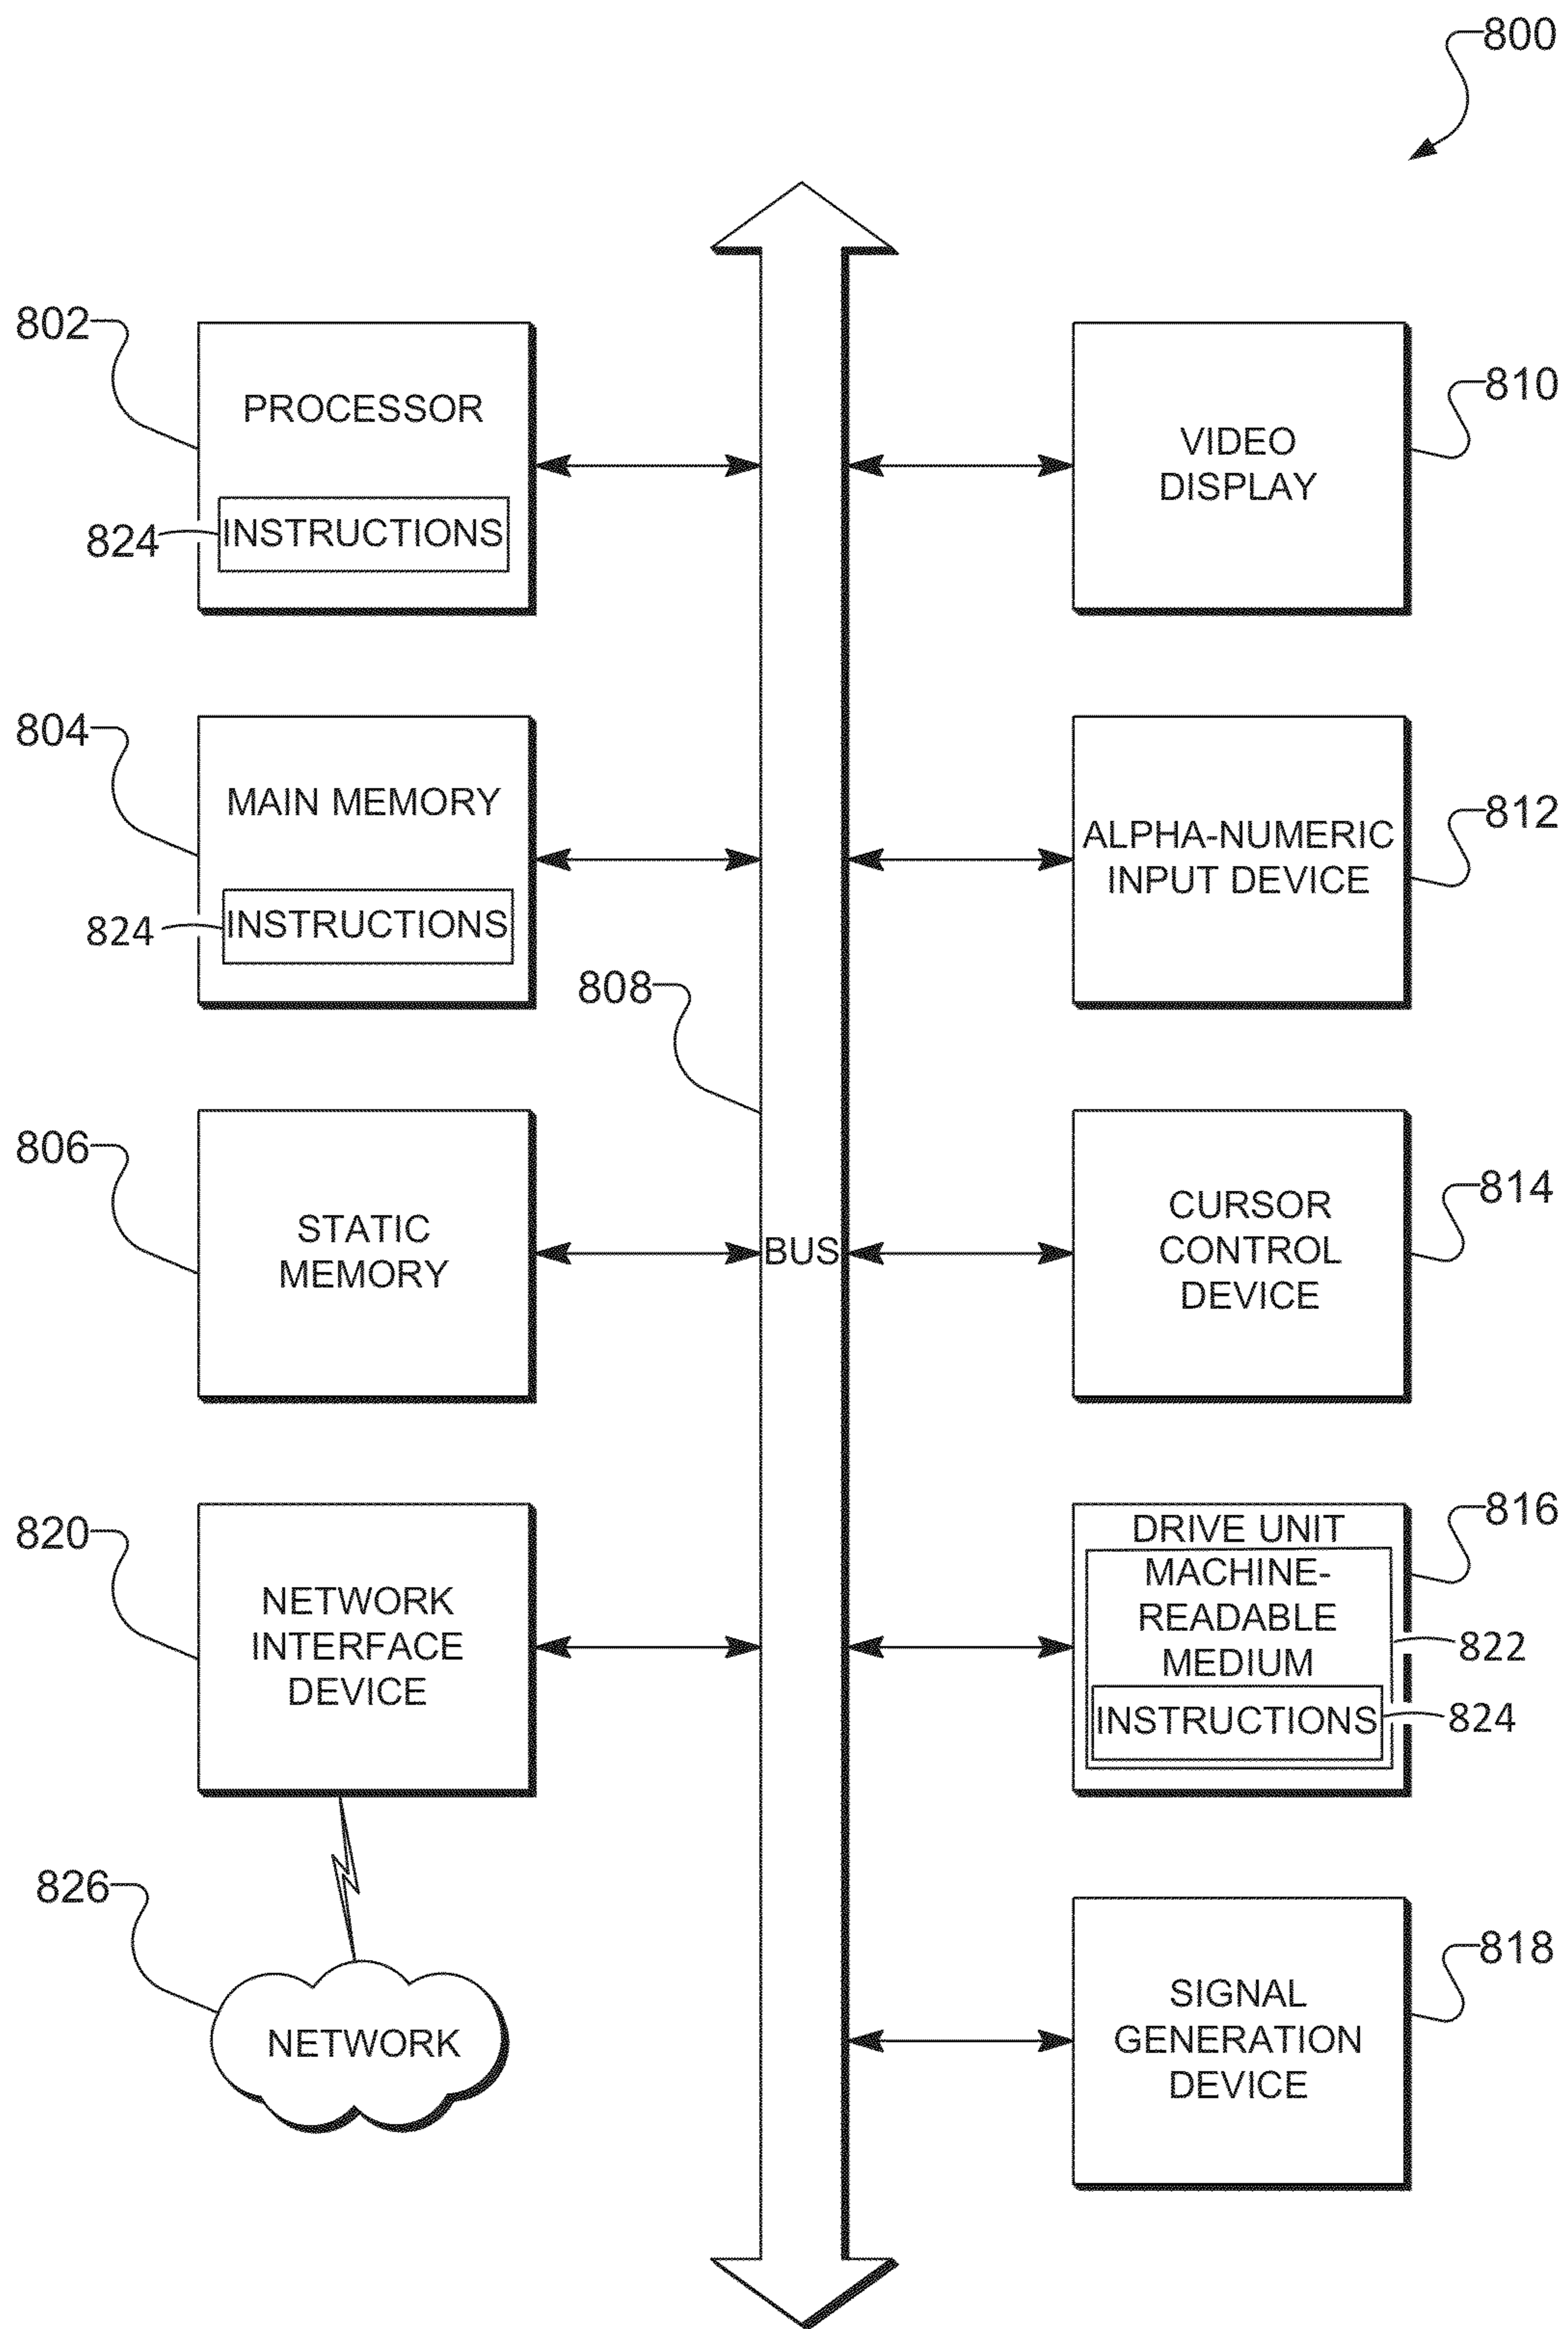 800
802
PROCESSOR
824
INSTRUCTIONS
810
VIDEO
DISPLAY
804
MAIN MEMORY
824
INSTRUCTIONS
812
ALPHA-NUMERIC
INPUT DEVICE
808
BUS
806
STATIC
MEMORY
814
CURSOR
CONTROL
DEVICE
820
NETWORK
INTERFACE
DEVICE
816
DRIVE UNIT
MACHINE-
READABLE
MEDIUM
822
INSTRUCTIONS
824
826
NETWORK
818
SIGNAL
GENERATION
DEVICE